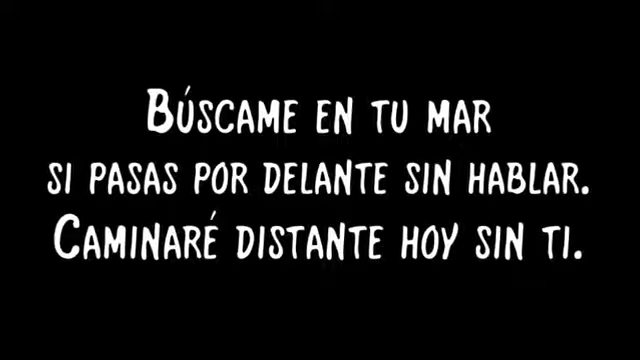 Búscame en tu mar
si pasas por delante sin hablar.
Caminaré distante hoy sin ti.